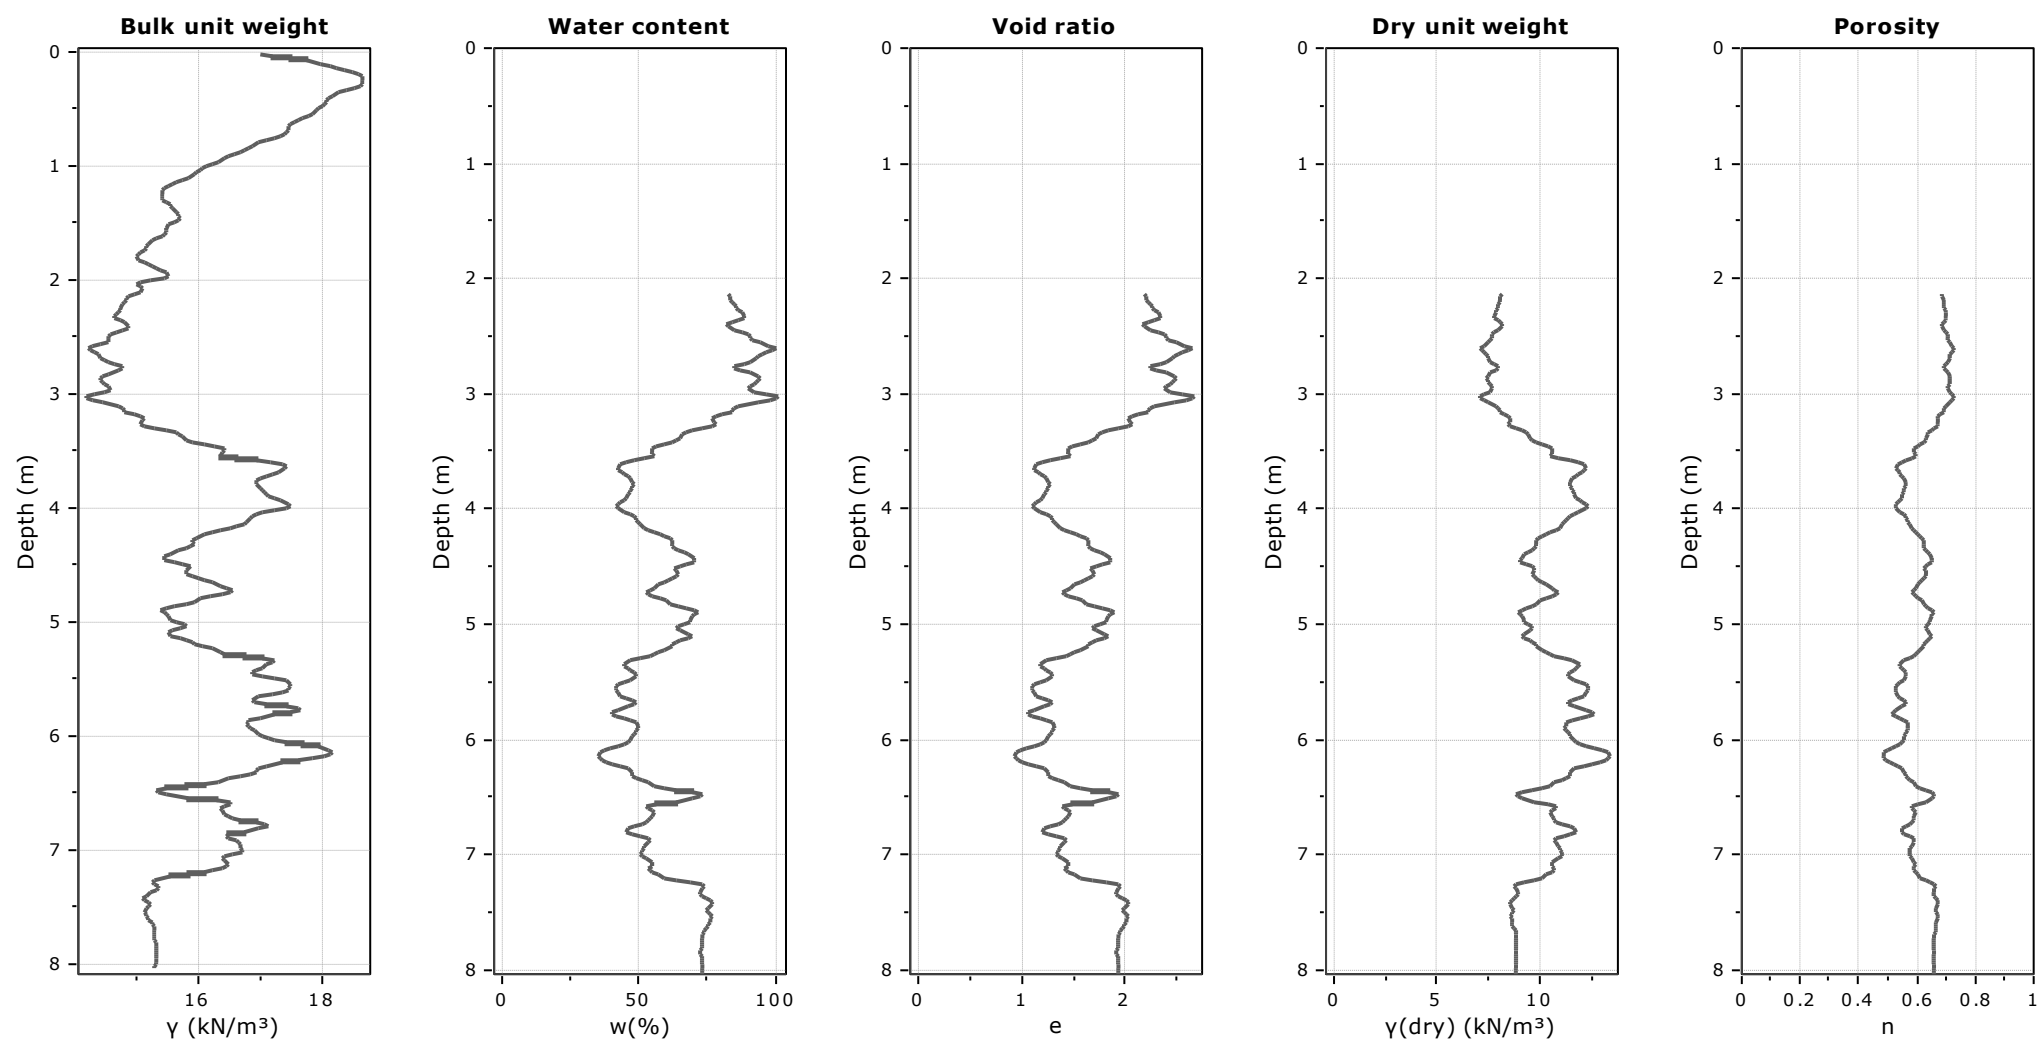 Bulk unit weight
0
1
2
3
4
5
6
7
8
Depth (m)
16 18
γ (kN/m³)
Water content
0
1
2
3
4
5
6
7
8
Depth (m)
0 50 100
w(%)
Void ratio
0
1
2
3
4
5
6
7
8
Depth (m)
0 1 2
e
Dry unit weight
0
1
2
3
4
5
6
7
8
Depth (m)
0 5 10
γ(dry) (kN/m³)
Porosity
0
1
2
3
4
5
6
7
8
Depth (m)
0 0.2 0.4 0.6 0.8 1
n